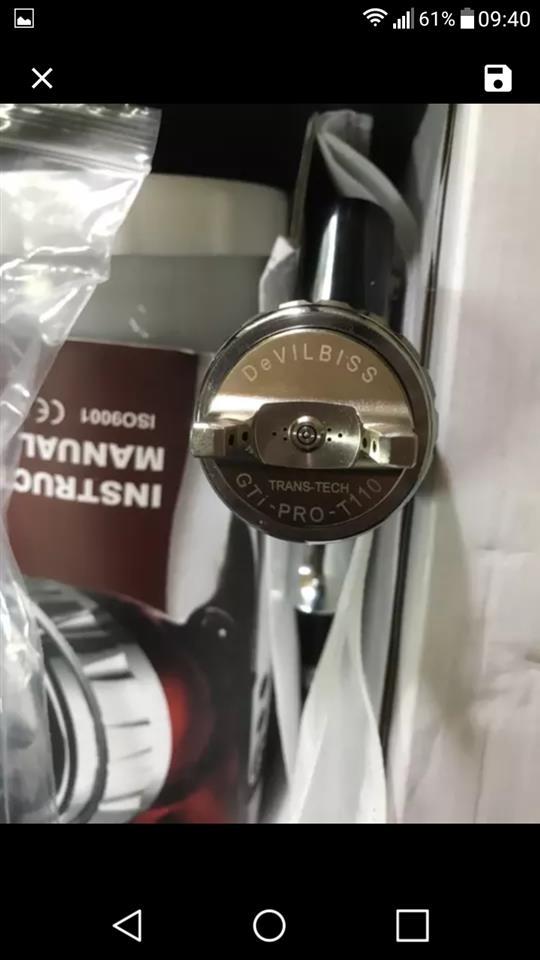 61% 09:40
DeVILBISS
TRANS-TECH
GTi-PRO-T110
INSTRUC
MANUAL
ISO9001 CE